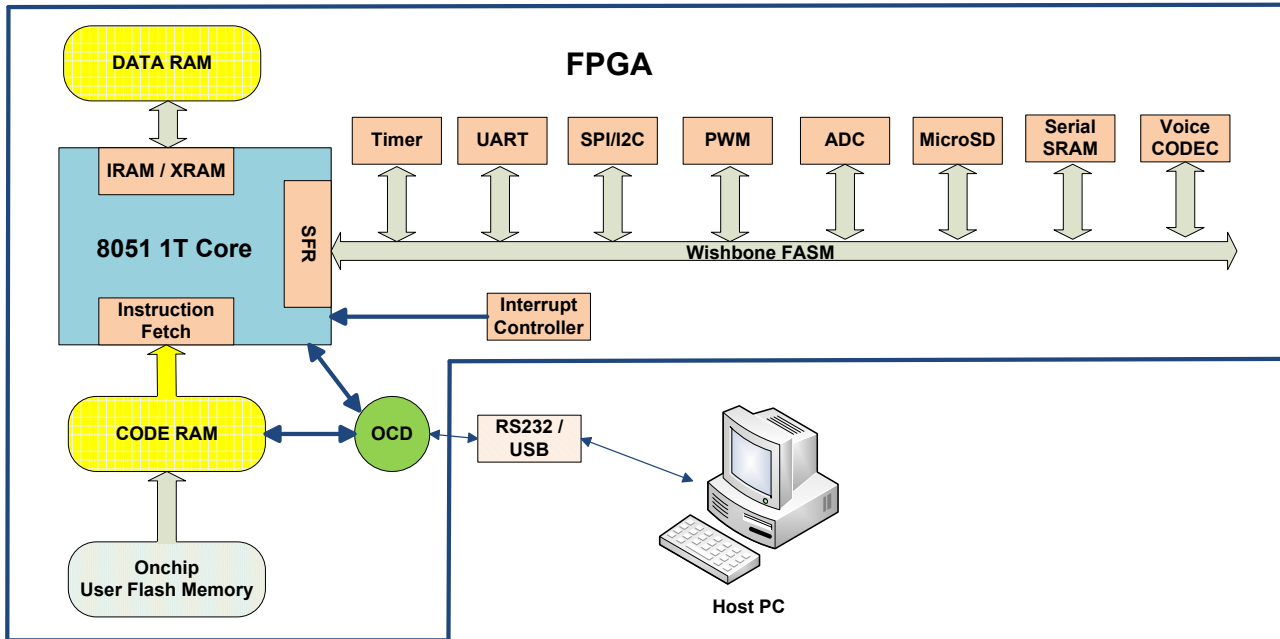 DATA RAM
FPGA
Timer
UART
SPI/I2C
PWM
ADC
MicroSD
Serial
SRAM
Voice
CODEC
IRAM / XRAM
8051 1T Core
SFR
Wishbone FASM
Instruction
Fetch
Interrupt
Controller
CODE RAM
OCD
RS232 /
USB
Onchip
User Flash Memory
Host PC